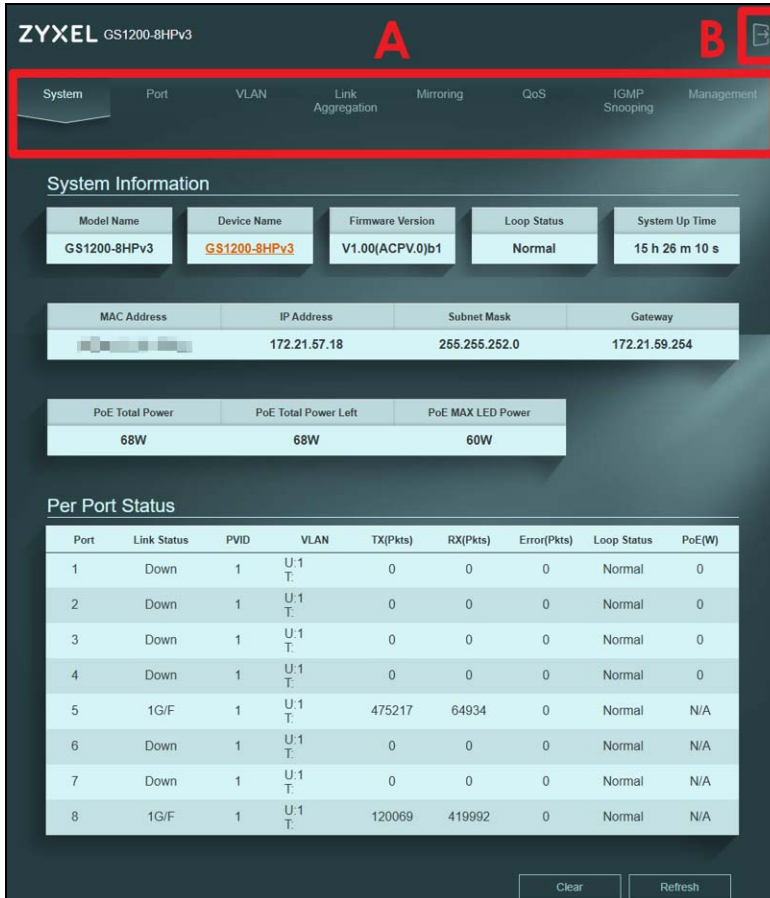 ZYXEL GS1200-8HPv3
A
B
System Port VLAN Link Aggregation Mirroring QoS IGMP Snooping Management
System Information
Model Name Device Name Firmware Version Loop Status System Up Time
GS1200-8HPv3 GS1200-8HPv3 V1.00(ACPV.0)b1 Normal 15 h 26 m 10 s
MAC Address IP Address Subnet Mask Gateway
172.21.57.18 255.255.252.0 172.21.59.254
PoE Total Power PoE Total Power Left PoE MAX LED Power
68W 68W 60W
Per Port Status
Port Link Status PVID VLAN TX(Pkts) RX(Pkts) Error(Pkts) Loop Status PoE(W)
1 Down 1 U:1 T: 0 0 0 Normal 0
2 Down 1 U:1 T: 0 0 0 Normal 0
3 Down 1 U:1 T: 0 0 0 Normal 0
4 Down 1 U:1 T: 0 0 0 Normal 0
5 1G/F 1 U:1 T: 475217 64934 0 Normal N/A
6 Down 1 U:1 T: 0 0 0 Normal N/A
7 Down 1 U:1 T: 0 0 0 Normal N/A
8 1G/F 1 U:1 T: 120069 419992 0 Normal N/A
Clear Refresh